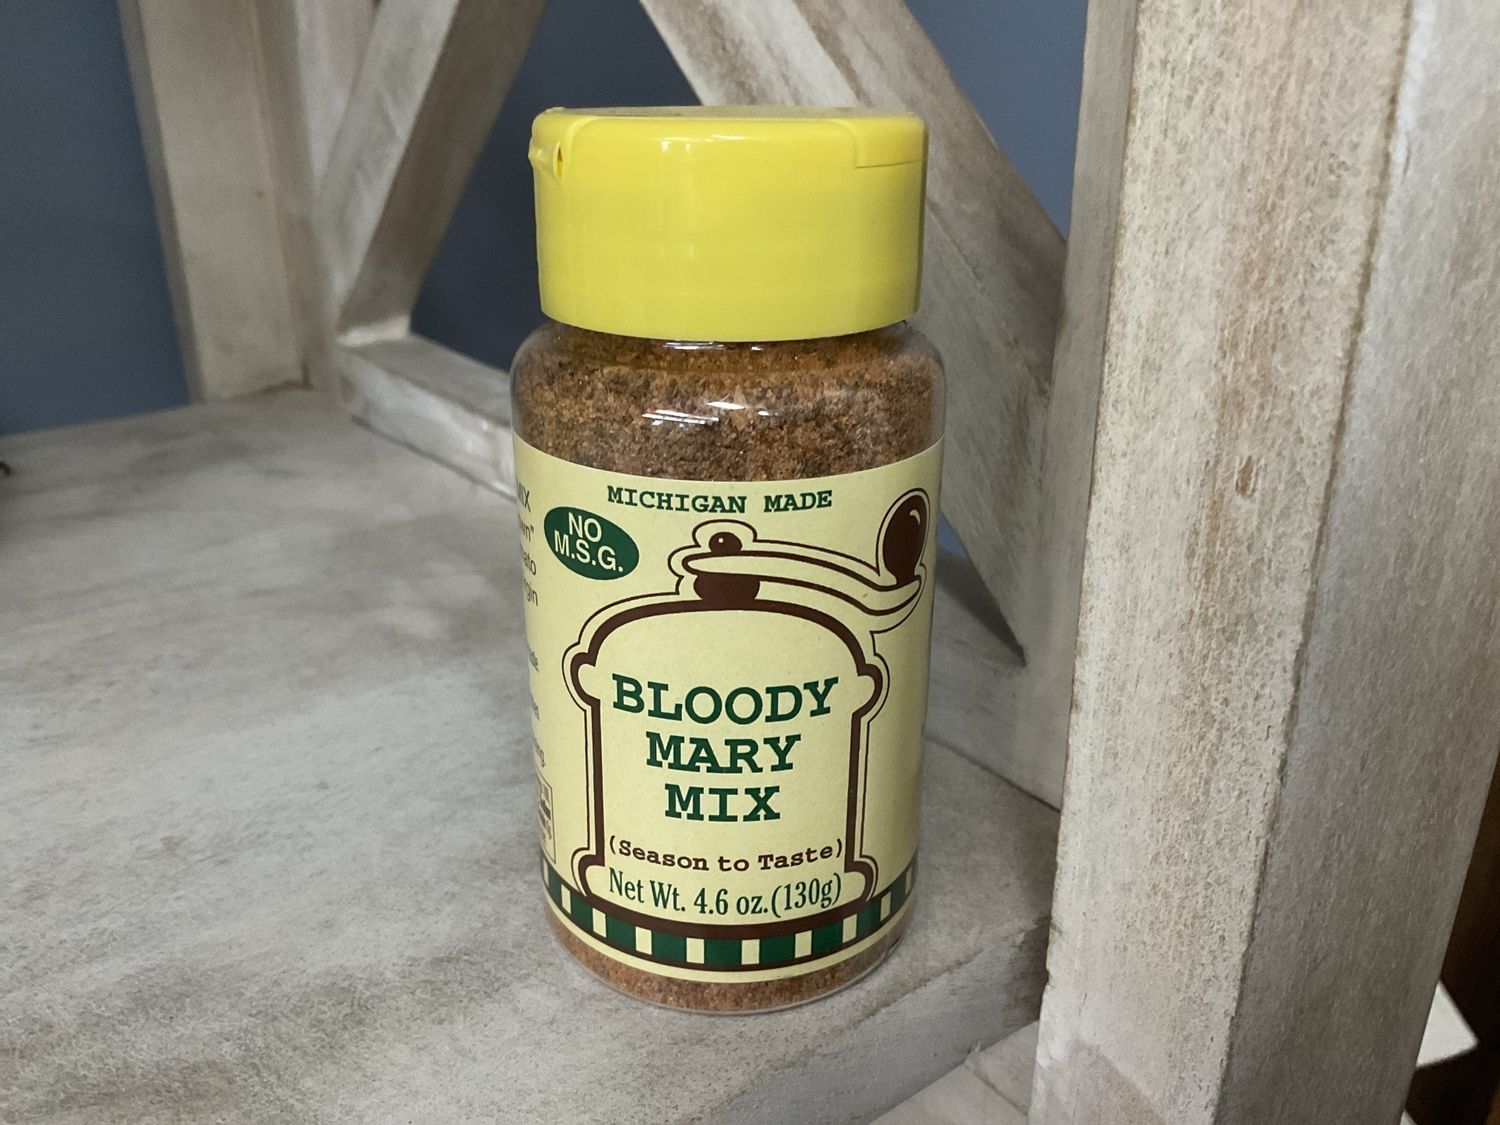 MICHIGAN MADE
NO
M.S.G.
BLOODY
MARY
MIX
(Season to Taste)
Net Wt. 4.6 oz.(130g)